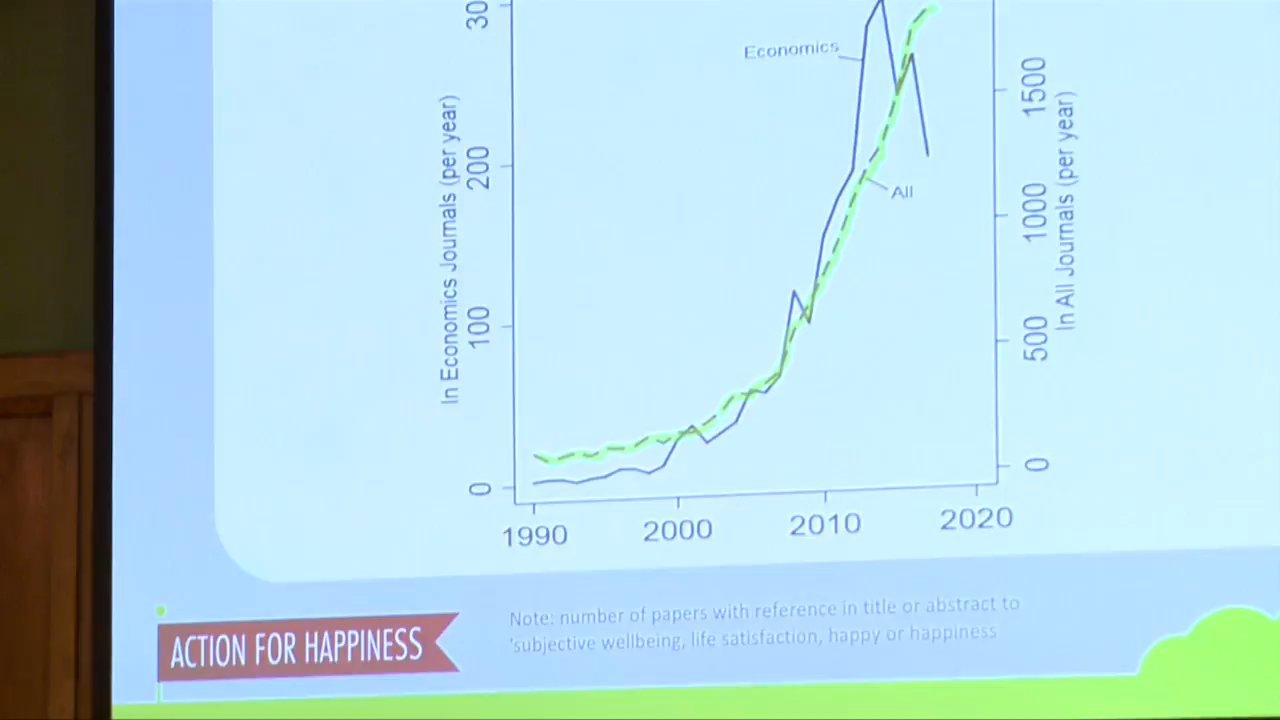 30
Economics
1500
200
All
1000
In Economics Journals (per year)
In All Journals (per year)
100
500
0
0
1990
2000
2010
2020
Note: number of papers with reference in title or abstract to
'subjective wellbeing, life satisfaction, happy or happiness
ACTION FOR HAPPINESS